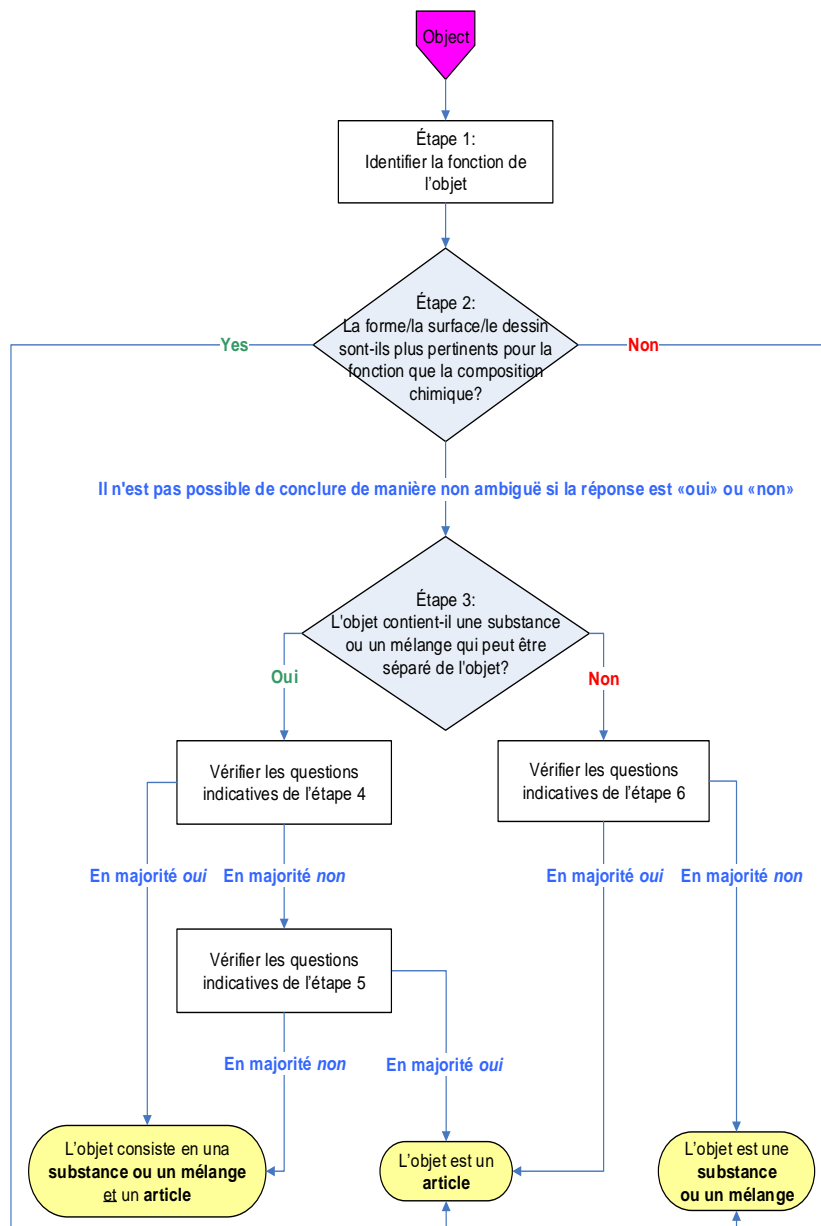 Object
Étape 1:
Identifier la fonction de
l'objet
Étape 2:
La forme/la surface/le dessin
sont-ils plus pertinents pour la
fonction que la composition
chimique?
Yes
Non
Il n'est pas possible de conclure de manière non ambiguë si la réponse est «oui» ou «non»
Étape 3:
L'objet contient-il une substance
ou un mélange qui peut être
séparé de l'objet?
Oui
Non
Vérifier les questions
indicatives de l'étape 4
Vérifier les questions
indicatives de l'étape 6
En majorité oui
En majorité non
En majorité oui
En majorité non
Vérifier les questions
indicatives de l'étape 5
En majorité non
En majorité oui
L'objet consiste en una
substance ou un mélange
et un article
L'objet est un
article
L'objet est une
substance
ou un mélange